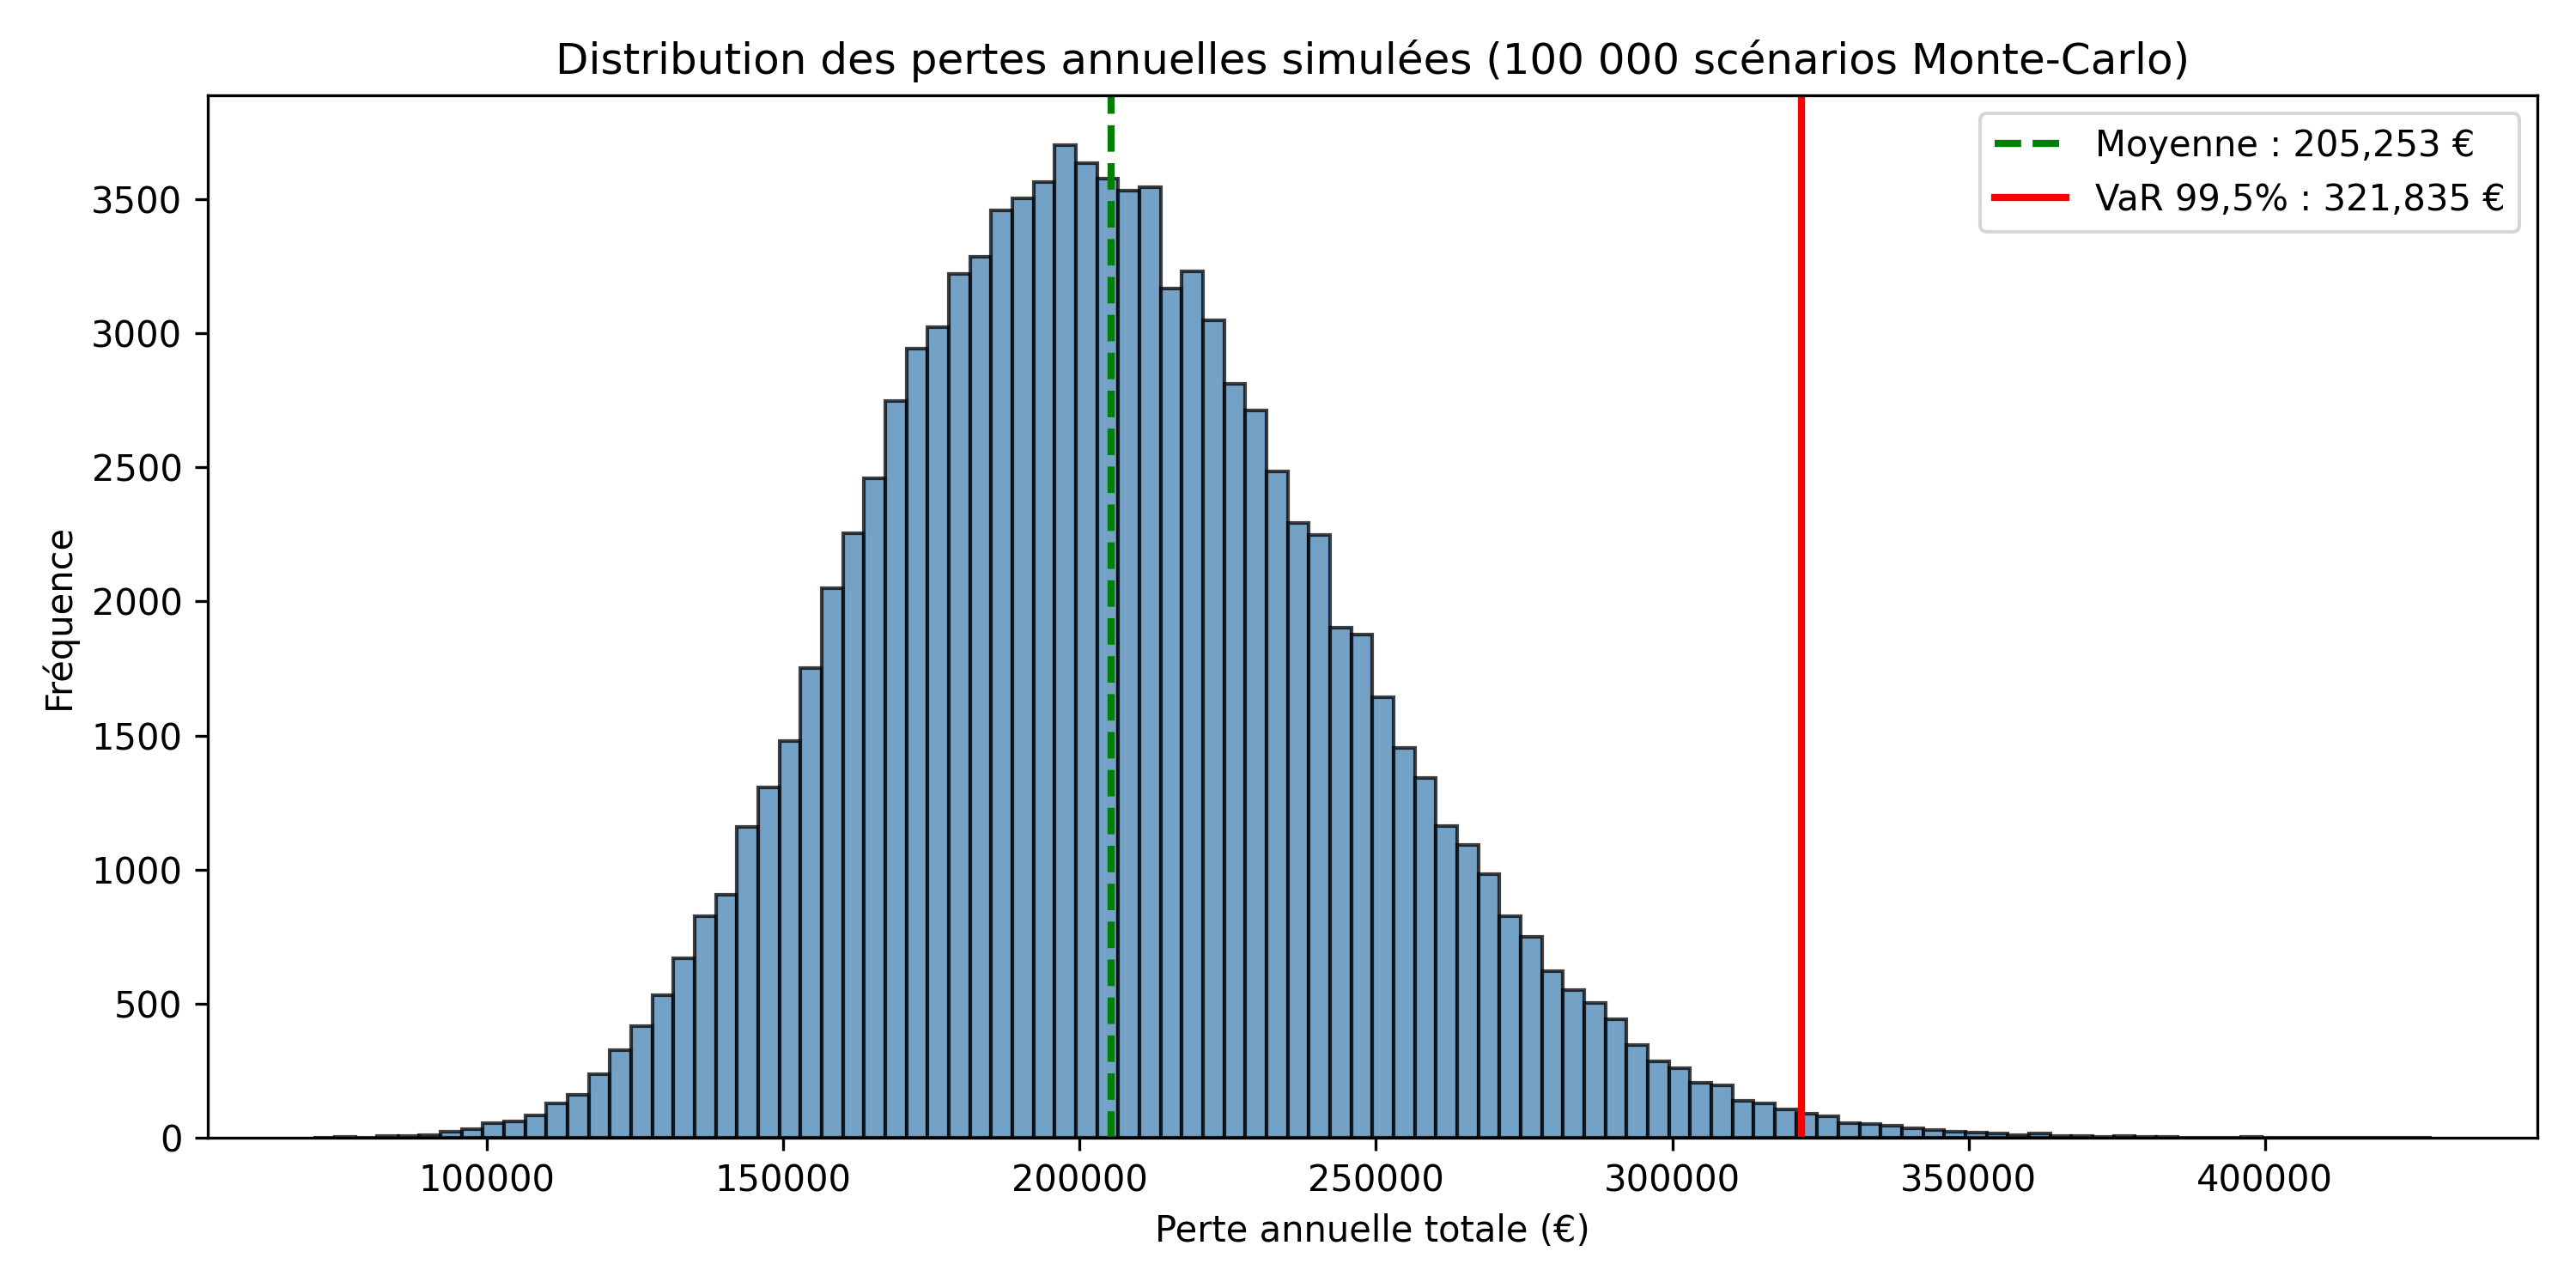 Distribution des pertes annuelles simulées (100 000 scénarios Monte-Carlo)
Moyenne : 205,253 €
VaR 99,5% : 321,835 €
Fréquence
3500
3000
2500
2000
1500
1000
500
0
100000 150000 200000 250000 300000 350000 400000
Perte annuelle totale (€)